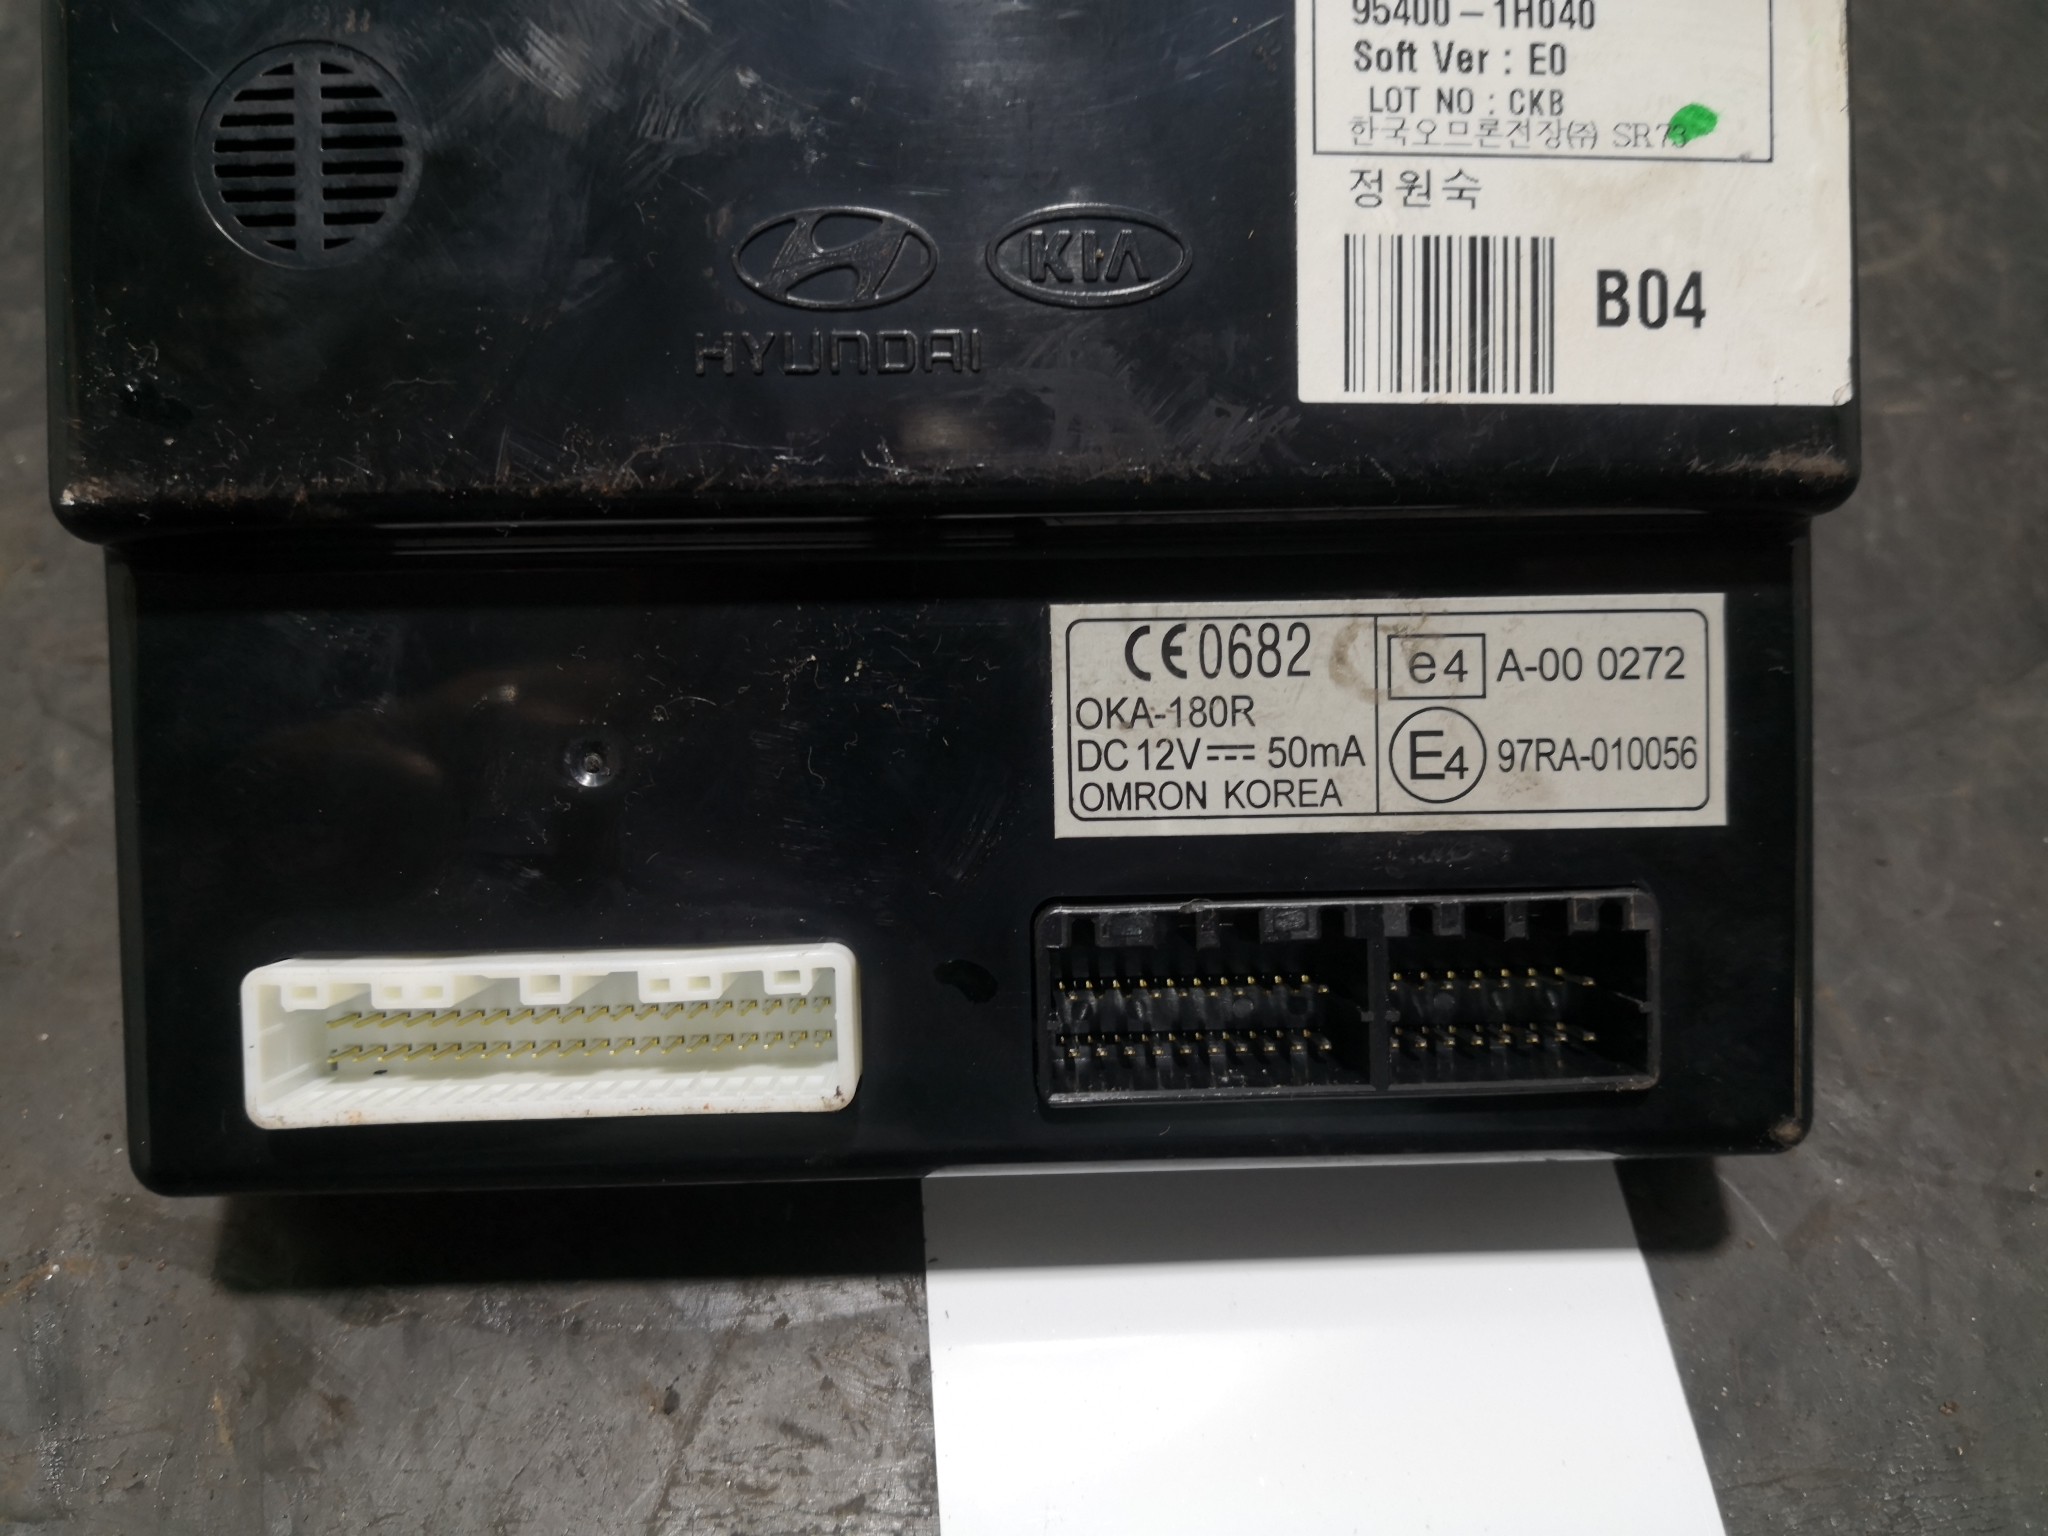 95400-1H040
Soft Ver : E0
LOT NO : CKB
한국오므론전장㈜ SR73
정원숙
B04
KIA
HYUNDAI
CE0682
OKA-180R
DC 12V⎓50mA
OMRON KOREA
e4 A-00 0272
E4 97RA-010056